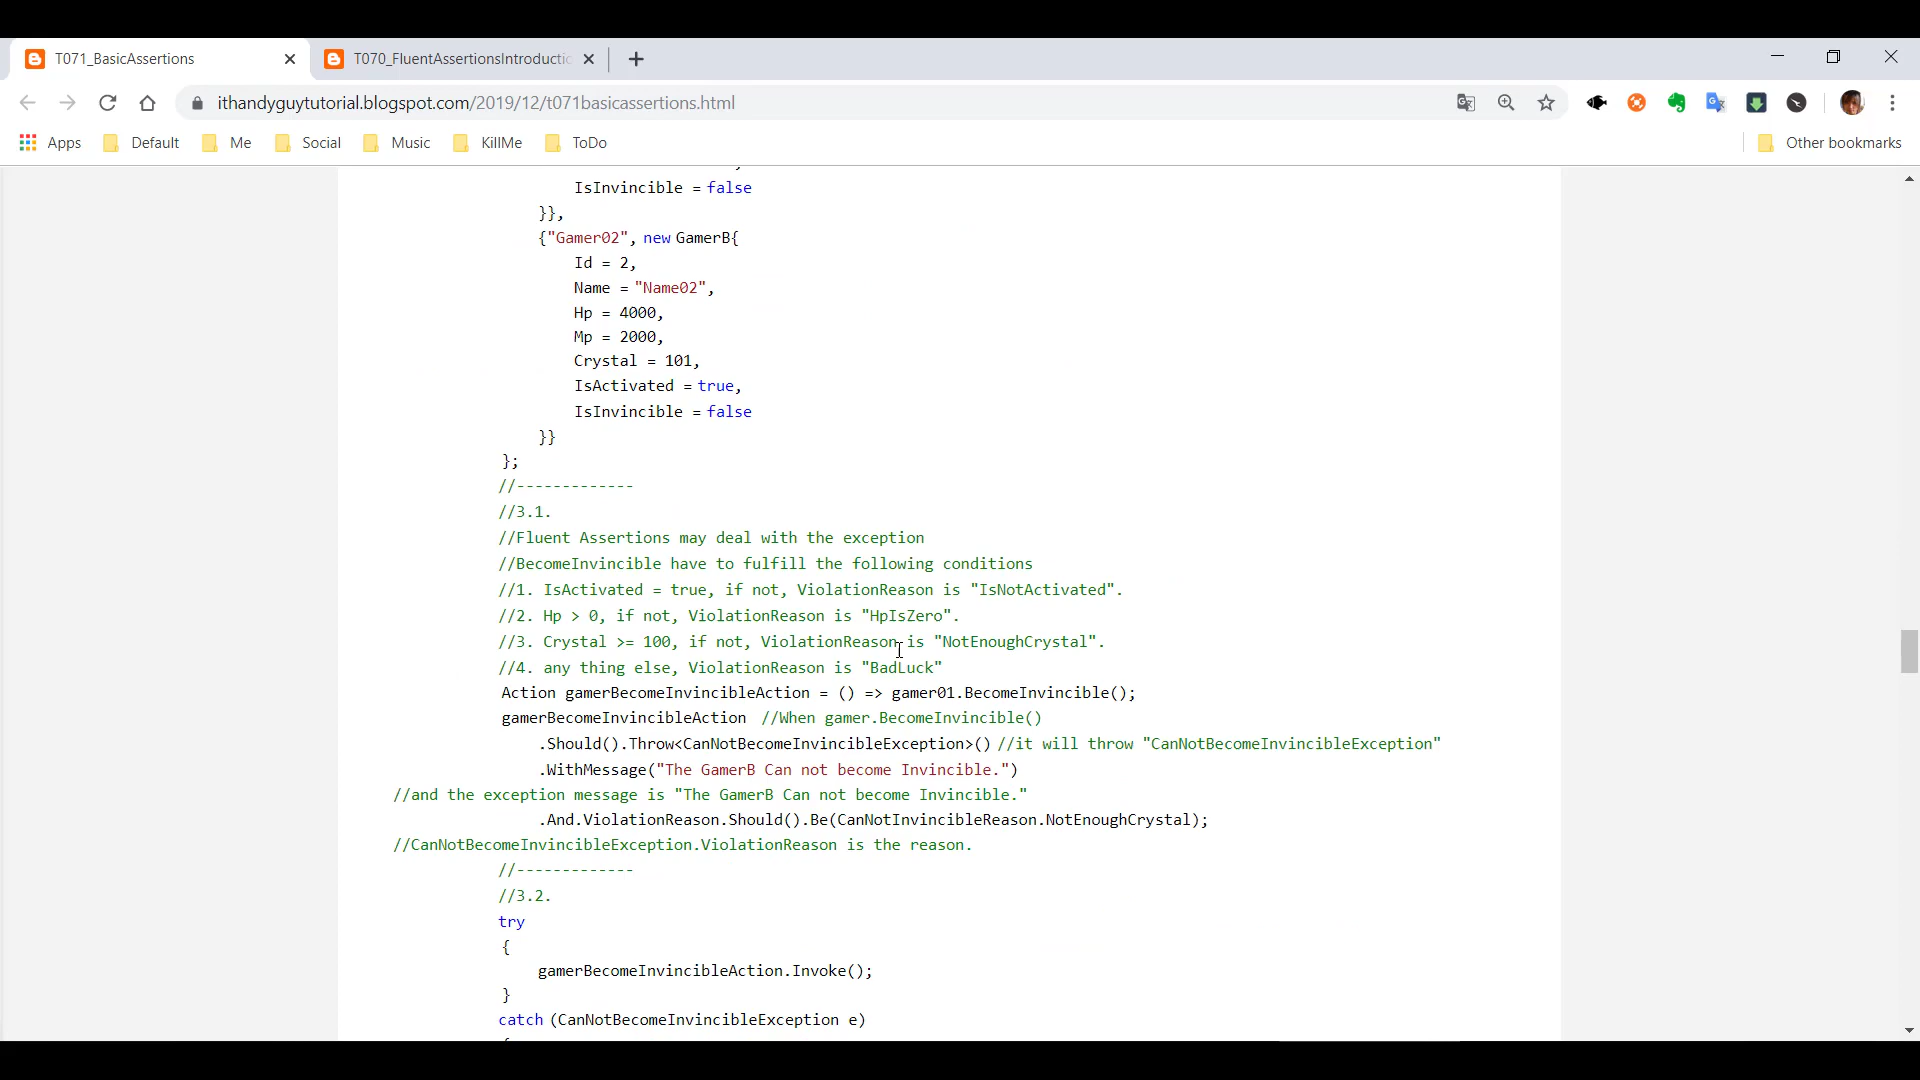 T071_BasicAssertions
T070_FluentAssertionsIntroductic
ithandyguytutorial.blogspot.com/2019/12/t071basicassertions.html
Apps Default Me Social Music KillMe ToDo Other bookmarks
IsInvincible = false
}},
{"Gamer02", new GamerB{
Id = 2,
Name = "Name02",
Hp = 4000,
Mp = 2000,
Crystal = 101,
IsActivated = true,
IsInvincible = false
}}
};
//-------------
//3.1.
//Fluent Assertions may deal with the exception
//BecomeInvincible have to fulfill the following conditions
//1. IsActivated = true, if not, ViolationReason is "IsNotActivated".
//2. Hp > 0, if not, ViolationReason is "HpIsZero".
//3. Crystal >= 100, if not, ViolationReason is "NotEnoughCrystal".
//4. any thing else, ViolationReason is "BadLuck"
Action gamerBecomeInvincibleAction = () => gamer01.BecomeInvincible();
gamerBecomeInvincibleAction //When gamer.BecomeInvincible()
.Should().Throw<CanNotBecomeInvincibleException>() //it will throw "CanNotBecomeInvincibleException"
.WithMessage("The GamerB Can not become Invincible.")
//and the exception message is "The GamerB Can not become Invincible."
.And.ViolationReason.Should().Be(CanNotInvincibleReason.NotEnoughCrystal);
//CanNotBecomeInvincibleException.ViolationReason is the reason.
//-------------
//3.2.
try
{
gamerBecomeInvincibleAction.Invoke();
}
catch (CanNotBecomeInvincibleException e)